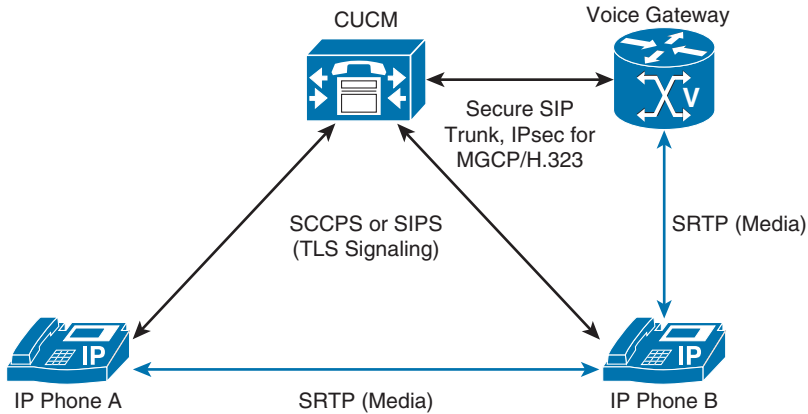 CUCM
Voice Gateway
V
Secure SIP
Trunk, IPsec for
MGCP/H.323
SCCPS or SIPS
(TLS Signaling)
SRTP (Media)
IP
IP
IP Phone A
SRTP (Media)
IP Phone B